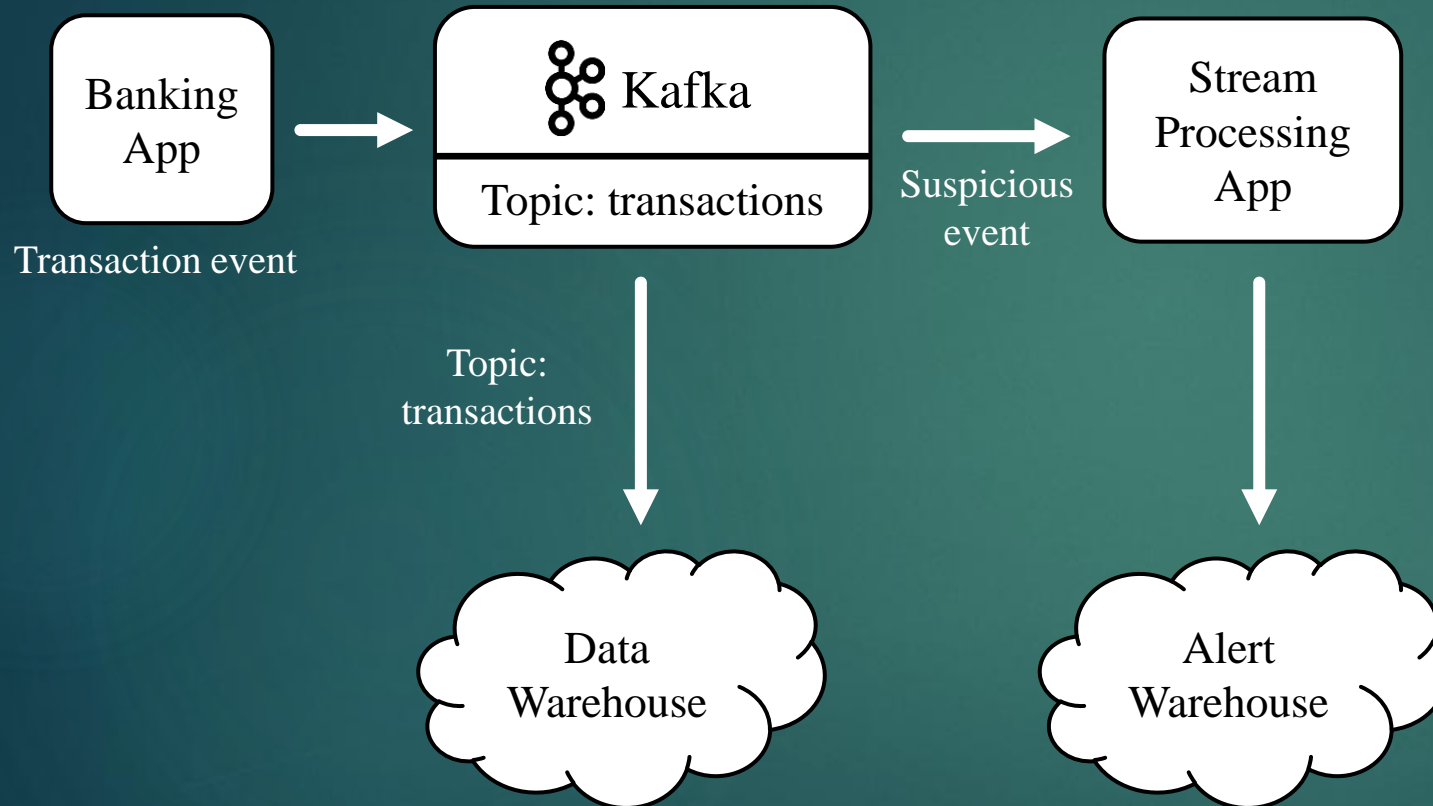 Banking
App
Transaction event
Kafka
Topic: transactions
Suspicious
event
Stream
Processing
App
Topic:
transactions
Data
Warehouse
Alert
Warehouse